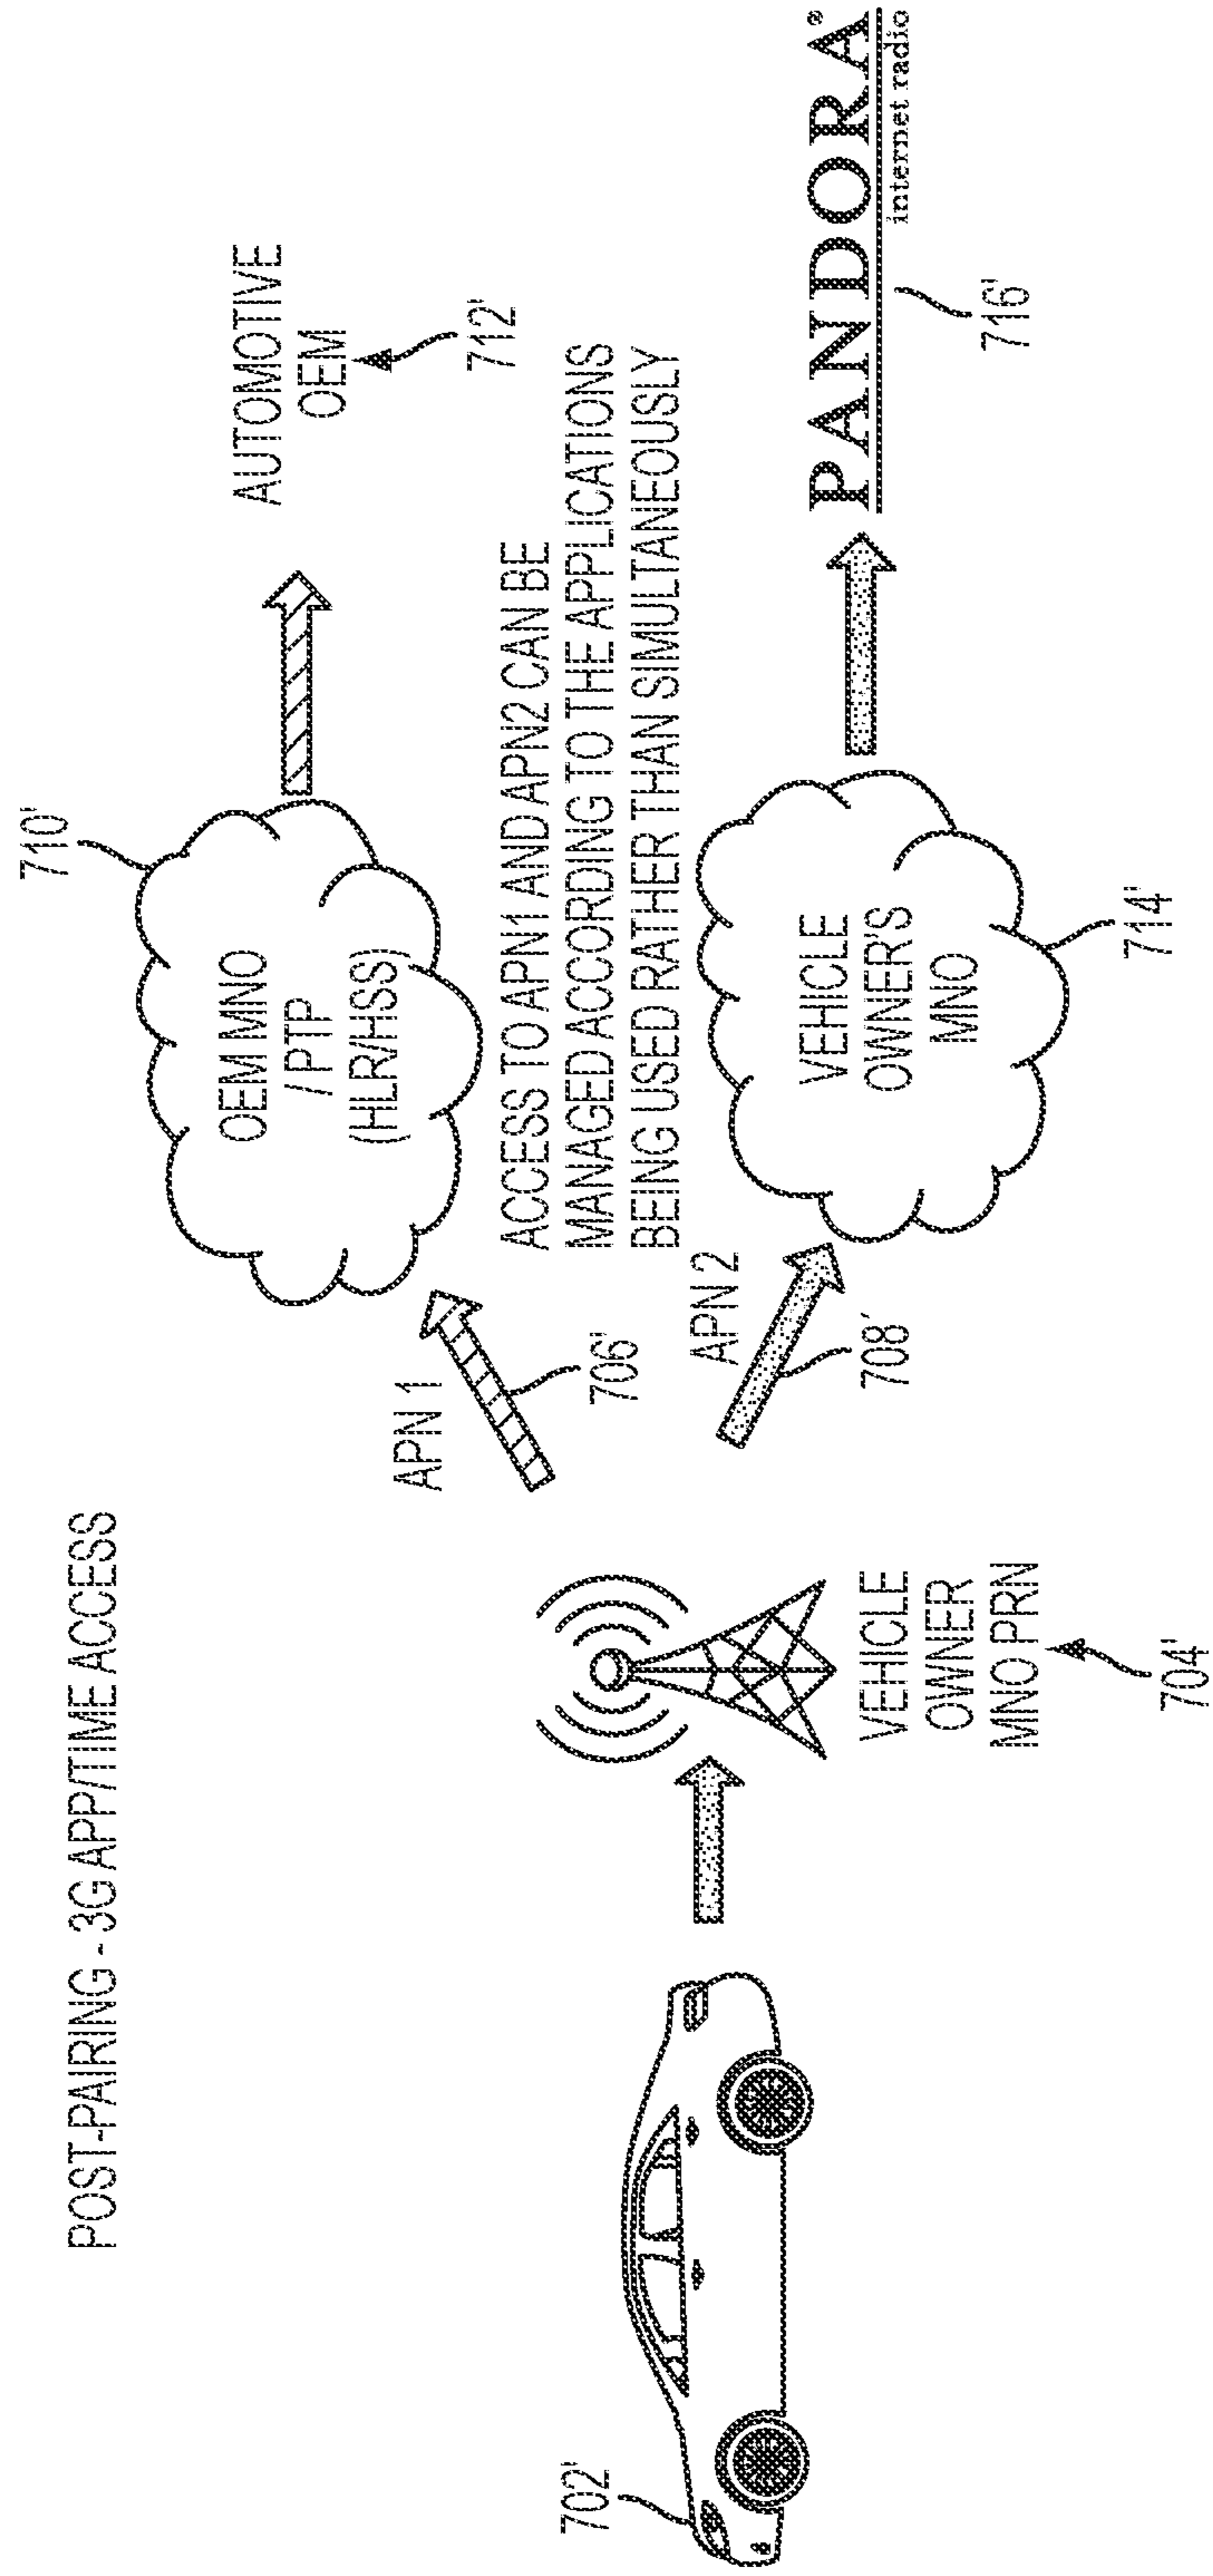 POST-PAIRING - 3G APP/TIME ACCESS
702'
VEHICLE
OWNER
MNO PRN
704'
APN 1
706'
APN 2
708'
710'
OEM MNO
/ PTP
(HLR/HSS)
AUTOMOTIVE
OEM
712'
ACCESS TO APN1 AND APN2 CAN BE
MANAGED ACCORDING TO THE APPLICATIONS
BEING USED RATHER THAN SIMULTANEOUSLY
VEHICLE
OWNER'S
MNO
714'
PANDORA®
internet radio
716'